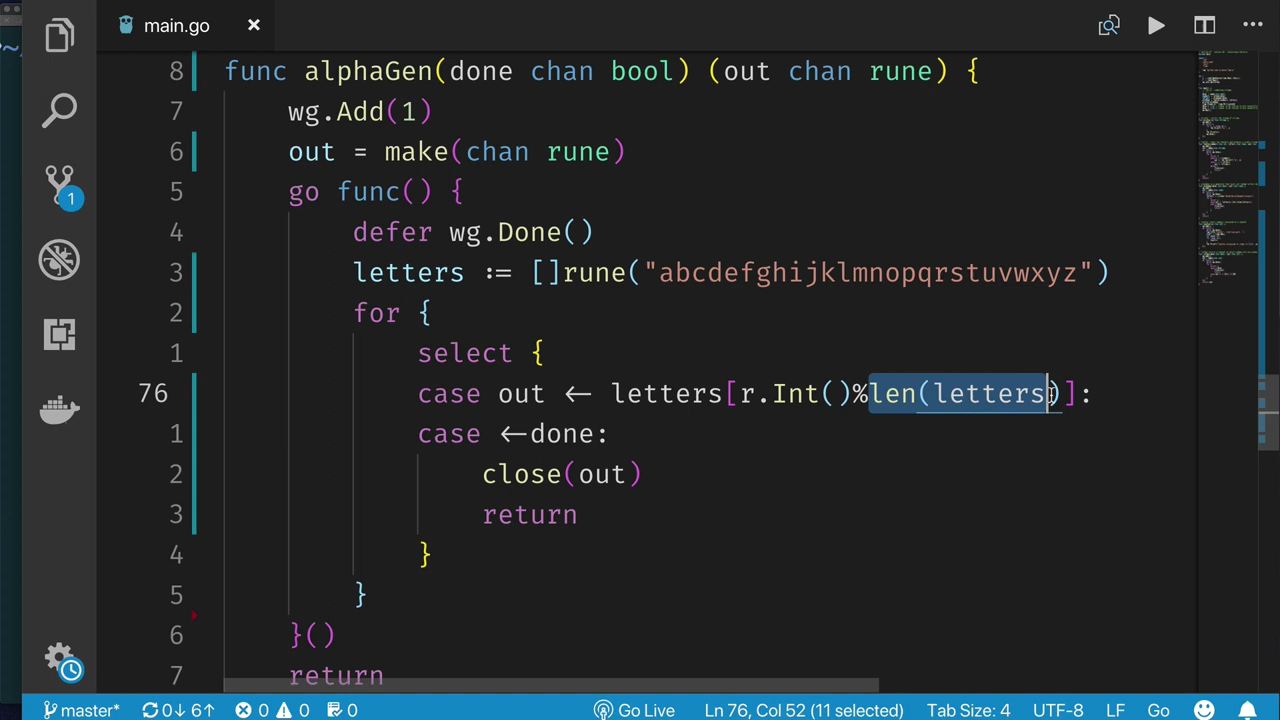 main.go
8 func alphaGen(done chan bool) (out chan rune) {
7 wg.Add(1)
6 out = make(chan rune)
5 go func() {
4 defer wg.Done()
3 letters := []rune("abcdefghijklmnopqrstuvwxyz")
2 for {
1 select {
76 case out <- letters[r.Int()%len(letters)]:
1 case <-done:
2 close(out)
3 return
4 }
5 }
6 }()
7 return
1
master* 0↓ 6↑ 0 0 0 Go Live Ln 76, Col 52 (11 selected) Tab Size: 4 UTF-8 LF Go